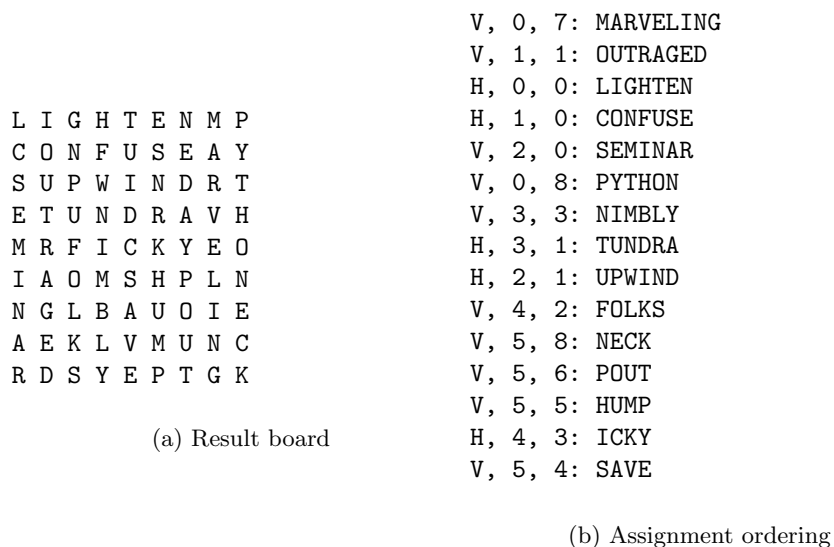 L I G H T E N M P
C O N F U S E A Y
S U P W I N D R T
E T U N D R A V H
M R F I C K Y E O
I A O M S H P L N
N G L B A U O I E
A E K L V M U N C
R D S Y E P T G K
(a) Result board
V, 0, 7: MARVELING
V, 1, 1: OUTRAGED
H, 0, 0: LIGHTEN
H, 1, 0: CONFUSE
V, 2, 0: SEMINAR
V, 0, 8: PYTHON
V, 3, 3: NIMBLY
H, 3, 1: TUNDRA
H, 2, 1: UPWIND
V, 4, 2: FOLKS
V, 5, 8: NECK
V, 5, 6: POUT
V, 5, 5: HUMP
H, 4, 3: ICKY
V, 5, 4: SAVE
(b) Assignment ordering